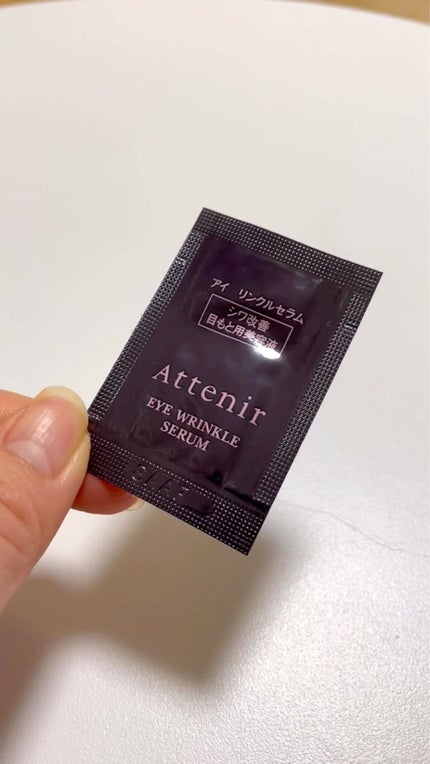 アイ リンクルセラム
シワ改善
目もと用美容液
Attenir
EYE WRINKLE
SERUM